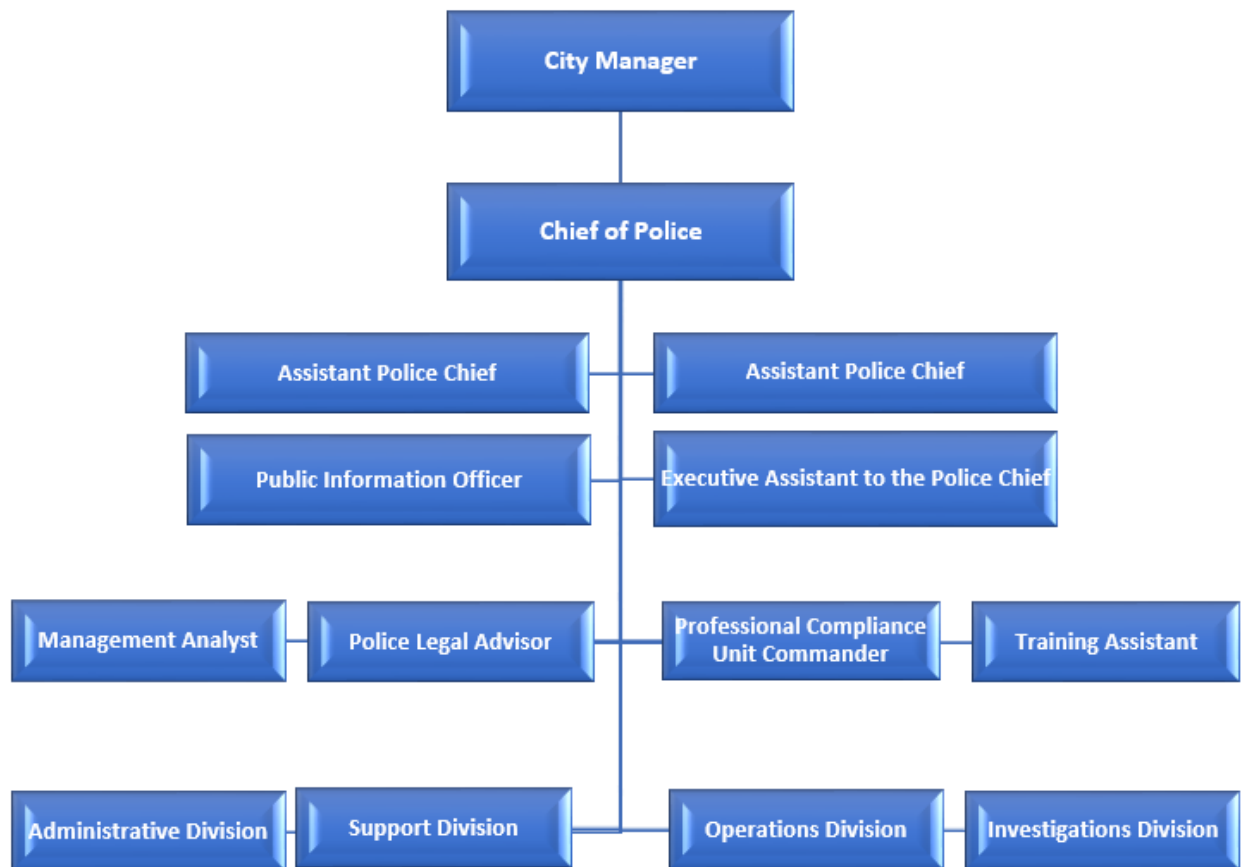 City Manager
Chief of Police
Assistant Police Chief
Assistant Police Chief
Public Information Officer
Executive Assistant to the Police Chief
Management Analyst
Police Legal Advisor
Professional Compliance
Unit Commander
Training Assistant
Administrative Division
Support Division
Operations Division
Investigations Division